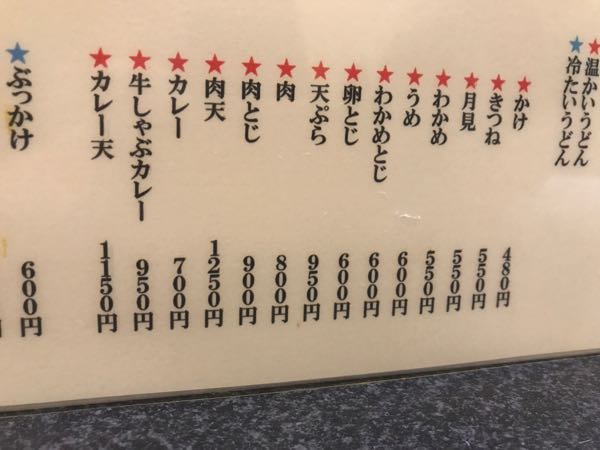 ★温かいうどん
★冷たいうどん
★かけ 480円
★きつね 550円
★月見 550円
★わかめ 550円
★うめ 600円
★わかめとじ 600円
★卵とじ 600円
★天ぷら 950円
★肉 800円
★肉とじ 900円
★肉天 1250円
★カレー 700円
★牛しゃぶカレー 950円
★カレー天 1150円
★ぶっかけ 600円